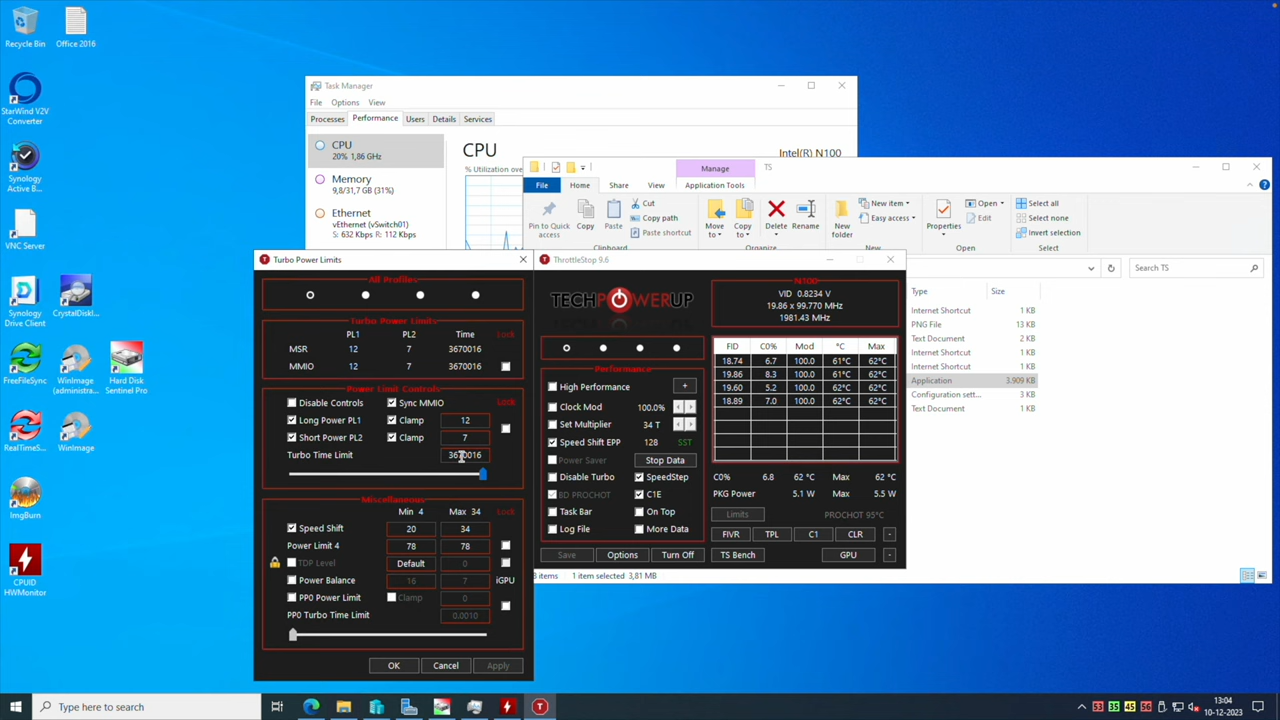 Recycle Bin
Office 2016
StarWind V2V
Converter
Synology
Active B...
VNC Server
Synology
Drive Client
CrystalDiskI...
FreeFileSync
WinImage
(administra...
Hard Disk
Sentinel Pro
RealTimeS...
WinImage
ImgBurn
CPUID
HWMonitor
Task Manager
File Options View
Processes Performance Users Details Services
CPU
20% 1,86 GHz
Memory
9,8/31,7 GB (31%)
Ethernet
vEthernet (vSwitch01)
S: 632 Kbps R: 112 Kbps
CPU
Intel(R) N100
% Utilization ove
Manage
TS
File Home Share View Application Tools
Pin to Quick
access
Copy
Paste
Cut
Copy path
Paste shortcut
Clipboard
Move
to
Copy
to
Delete
Rename
Organize
New
folder
New item
Easy access
New
Properties
Open
Edit
Open
Select all
Select none
Invert selection
Select
Search TS
Type Size
Internet Shortcut 1 KB
PNG File 13 KB
Text Document 2 KB
Internet Shortcut 1 KB
Internet Shortcut 1 KB
Application 3.909 KB
Configuration sett... 4 KB
Text Document 2 KB
8 items 1 item selected 3,81 MB
Turbo Power Limits
All Profiles
Turbo Power Limits
PL1 PL2 Time Lock
MSR 12 7 3670016
MMIO 12 7 3670016
Power Limit Controls
Disable Controls Sync MMIO Lock
Long Power PL1 Clamp 12
Short Power PL2 Clamp 7
Turbo Time Limit 3670016
Miscellaneous
Min 4 Max 34 Lock
Speed Shift 20 34
Power Limit 4 78 78
TDP Level Default 0
Power Balance 16 7 iGPU
PP0 Power Limit Clamp 0
PP0 Turbo Time Limit 0.0010
OK Cancel Apply
ThrottleStop 9.6
TECHPOWERUP
N100
VID 0.8234 V
19.86 x 99.770 MHz
1981.43 MHz
Performance
High Performance +
Clock Mod 100.0%
Set Multiplier 34 T
Speed Shift EPP 128 SST
Power Saver Stop Data
Disable Turbo SpeedStep
BD PROCHOT C1E
Task Bar On Top
Log File More Data
Save Options Turn Off
FID C0% Mod °C Max
18.74 6.7 100.0 61°C 62°C
19.86 8.3 100.0 61°C 62°C
19.60 5.2 100.0 62°C 62°C
18.89 7.0 100.0 62°C 62°C
C0% 6.8 62 °C Max 62 °C
PKG Power 5.1 W Max 5.5 W
Limits PROCHOT 95°C
FIVR TPL C1 CLR -
TS Bench GPU -
Type here to search
13:04
10-12-2023